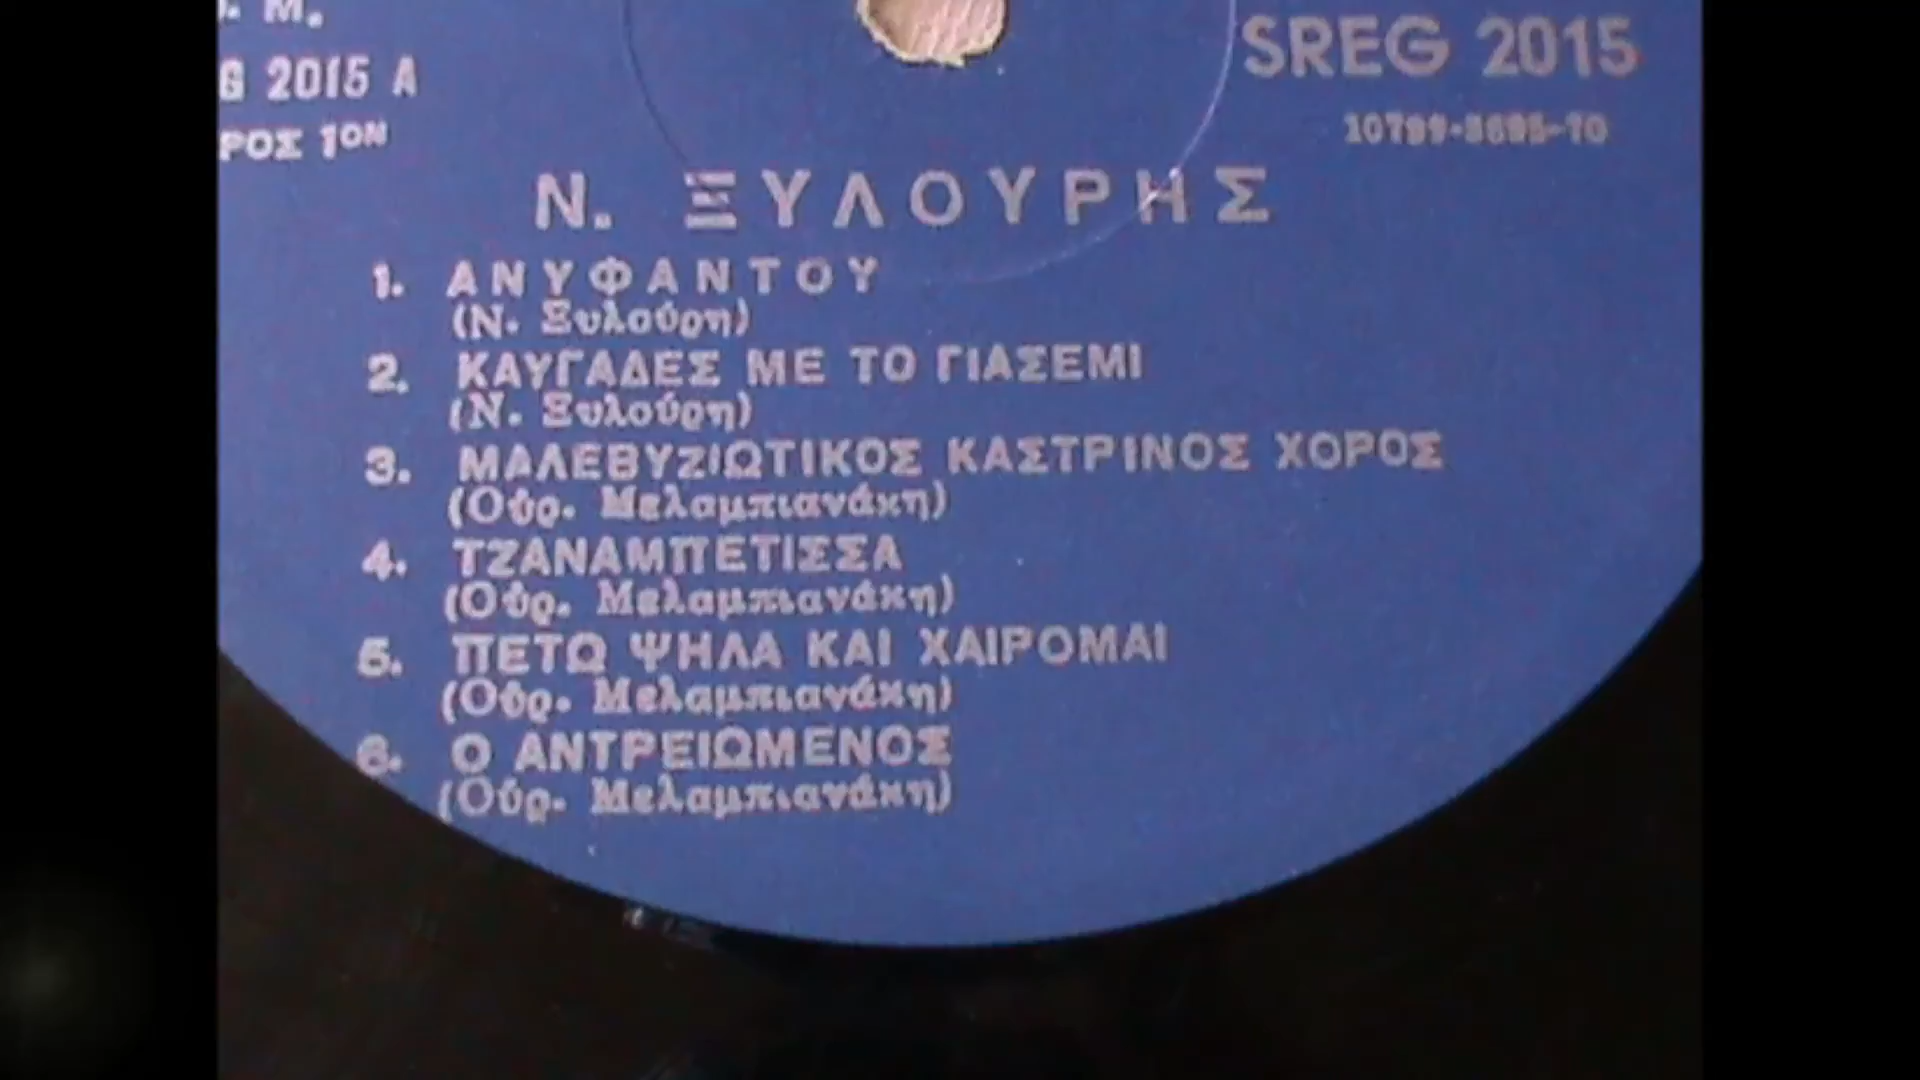 SREG 2015
2015 A
1ΟΝ
Ν. ΞΥΛΟΥΡΗΣ
1. ΑΝΥΦΑΝΤΟΥ
(Ν. Ξυλούρη)
2. ΚΑΥΓΑΔΕΣ ΜΕ ΤΟ ΓΙΑΣΕΜΙ
(Ν. Ξυλούρη)
3. ΜΑΛΕΒΥΖΙΩΤΙΚΟΣ ΚΑΣΤΡΙΝΟΣ ΧΟΡΟΣ
(Ούρ. Μελαμπιανάκη)
4. ΤΖΑΝΑΜΠΕΤΙΣΣΑ
(Ούρ. Μελαμπιανάκη)
5. ΠΕΤΩ ΨΗΛΑ ΚΑΙ ΧΑΙΡΟΜΑΙ
(Ούρ. Μελαμπιανάκη)
6. Ο ΑΝΤΡΕΙΩΜΕΝΟΣ
(Ούρ. Μελαμπιανάκη)